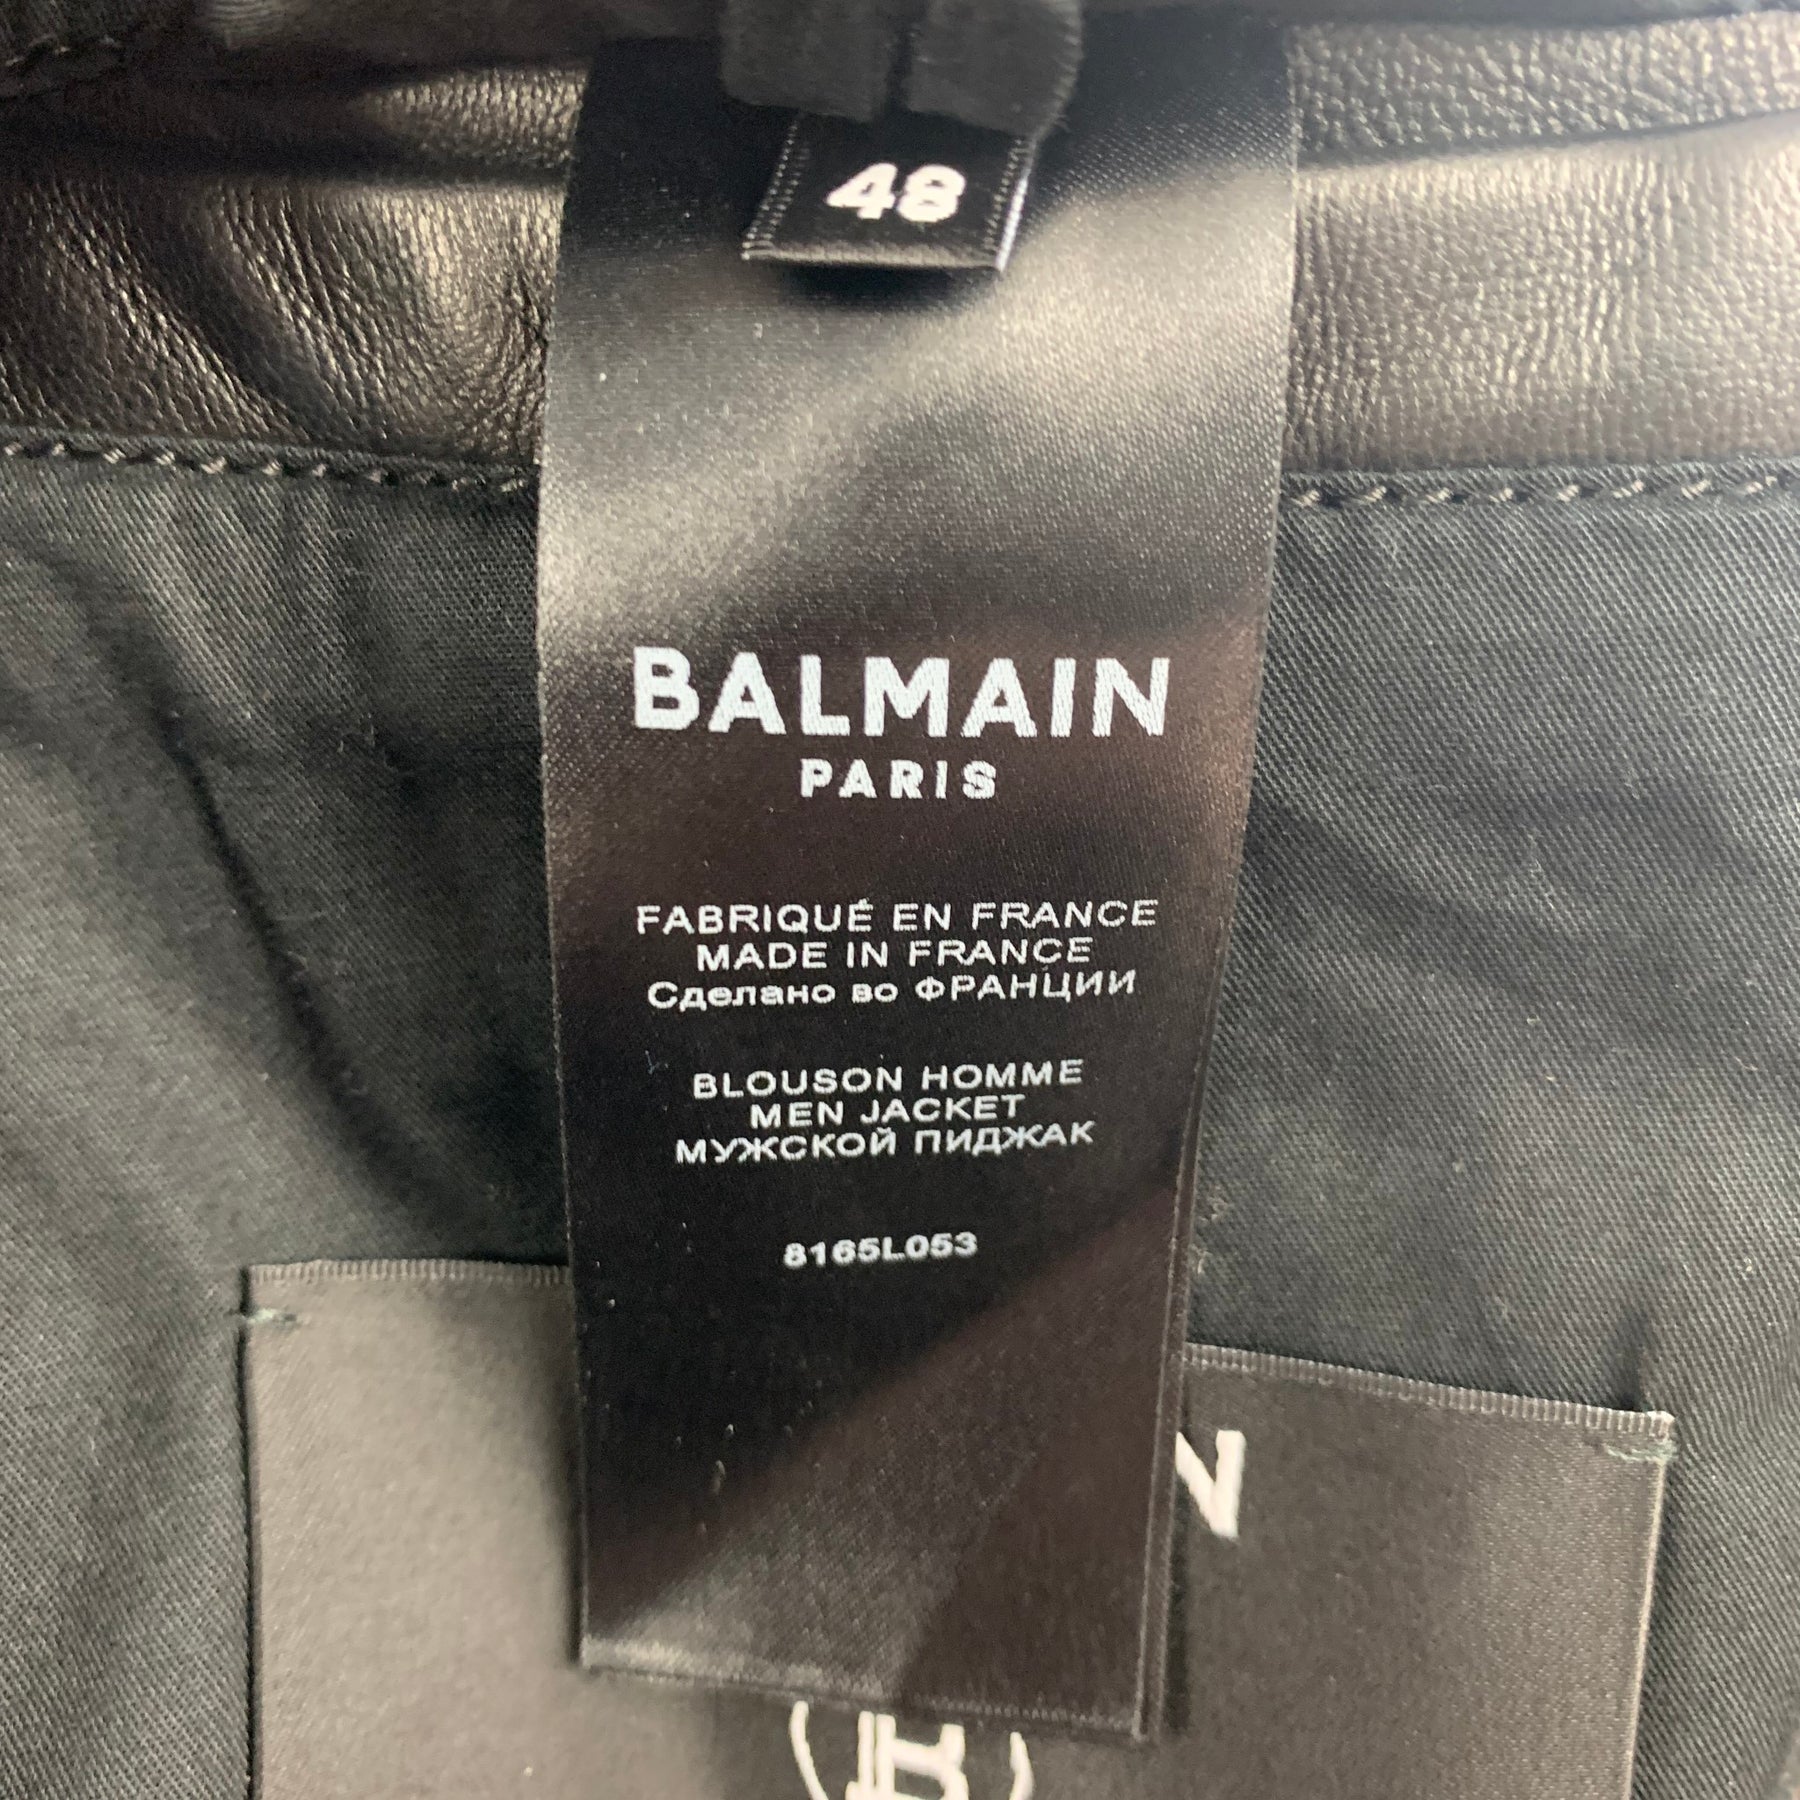 48
BALMAIN
PARIS
FABRIQUÉ EN FRANCE
MADE IN FRANCE
Сделано во ФРАНЦИИ
BLOUSON HOMME
MEN JACKET
МУЖСКОЙ ПИДЖАК
8165L053
N
B